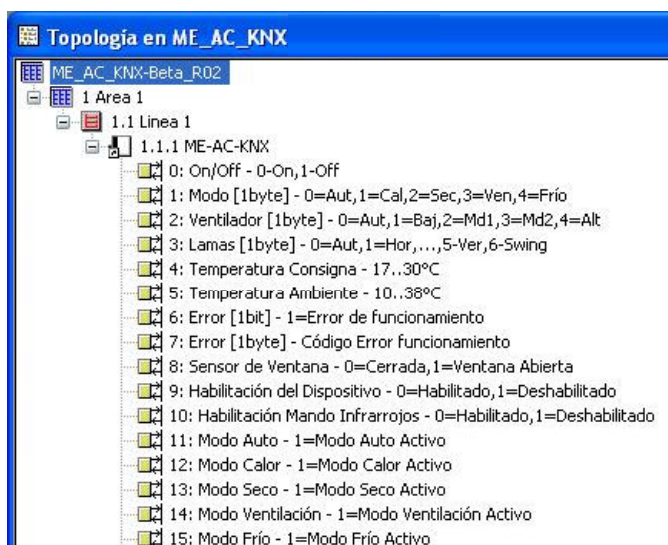 Topología en ME_AC_KNX
ME_AC_KNX-Beta_R02
1 Area 1
1.1 Linea 1
1.1.1 ME-AC-KNX
0: On/Off - 0-On,1-Off
1: Modo [1byte] - 0=Aut,1=Cal,2=Sec,3=Ven,4=Frío
2: Ventilador [1byte] - 0=Aut,1=Baj,2=Md1,3=Md2,4=Alt
3: Lamas [1byte] - 0=Aut,1=Hor,...,5-Ver,6-Swing
4: Temperatura Consigna - 17..30ºC
5: Temperatura Ambiente - 10..38ºC
6: Error [1bit] - 1=Error de funcionamiento
7: Error [1byte] - Código Error funcionamiento
8: Sensor de Ventana - 0=Cerrada,1=Ventana Abierta
9: Habilitación del Dispositivo - 0=Habilitado,1=Deshabilitado
10: Habilitación Mando Infrarrojos - 0=Habilitado,1=Deshabilitado
11: Modo Auto - 1=Modo Auto Activo
12: Modo Calor - 1=Modo Calor Activo
13: Modo Seco - 1=Modo Seco Activo
14: Modo Ventilación - 1=Modo Ventilación Activo
15: Modo Frío - 1=Modo Frío Activo